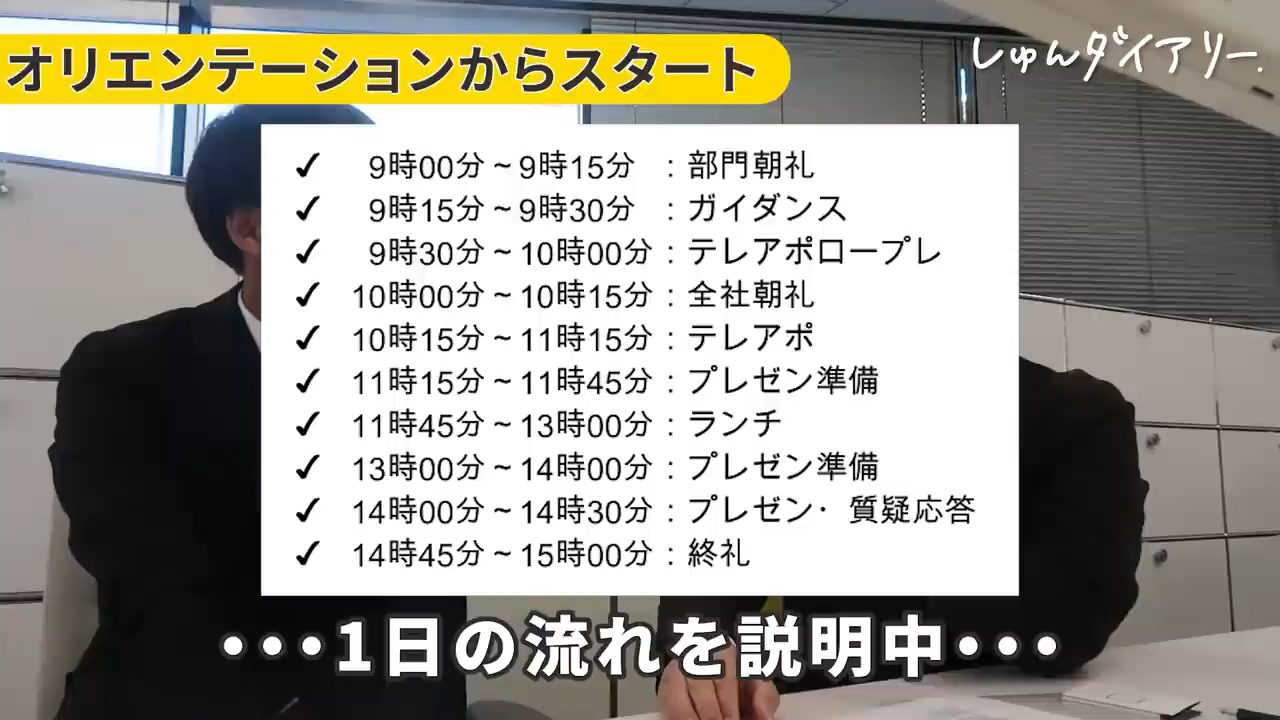 オリエンテーションからスタート
しゅんダイアリー.
✓ 9時00分~9時15分 : 部門朝礼
✓ 9時15分~9時30分 : ガイダンス
✓ 9時30分~10時00分 : テレアポロープレ
✓ 10時00分~10時15分 : 全社朝礼
✓ 10時15分~11時15分 : テレアポ
✓ 11時15分~11時45分 : プレゼン準備
✓ 11時45分~13時00分 : ランチ
✓ 13時00分~14時00分 : プレゼン準備
✓ 14時00分~14時30分 : プレゼン・質疑応答
✓ 14時45分~15時00分 : 終礼
・・・1日の流れを説明中・・・